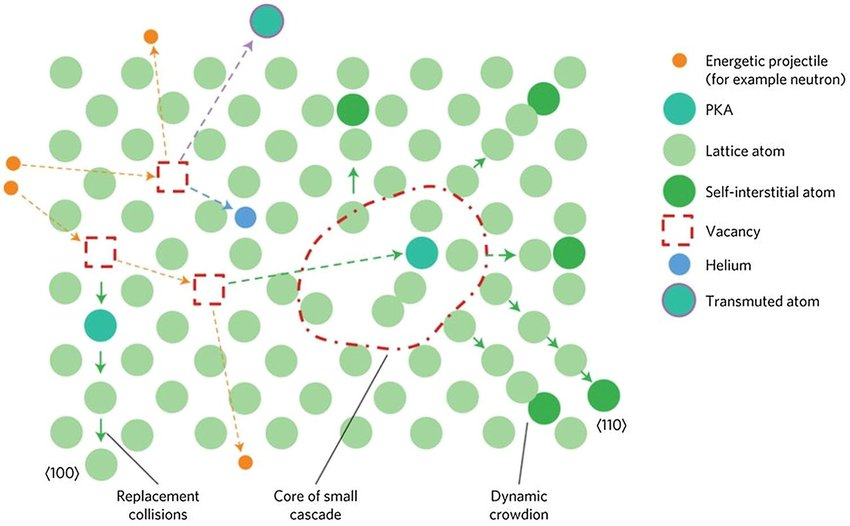 Energetic projectile
(for example neutron)
PKA
Lattice atom
Self-interstitial atom
Vacancy
Helium
Transmuted atom
⟨110⟩
⟨100⟩
Replacement
collisions
Core of small
cascade
Dynamic
crowdion